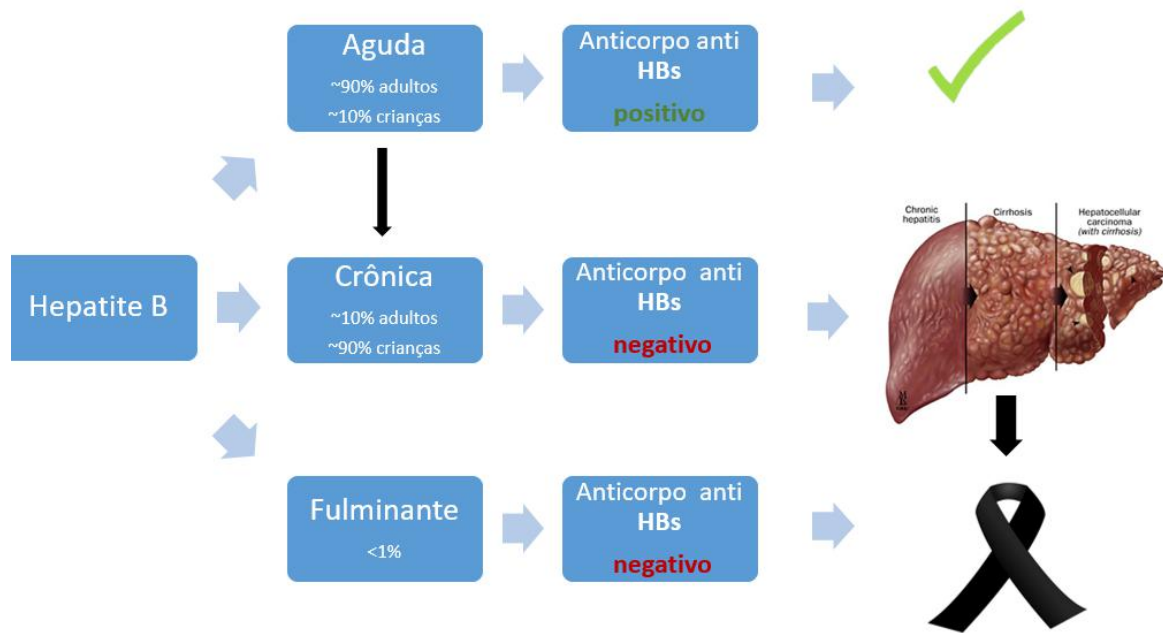 Aguda
~90% adultos
~10% crianças
Anticorpo anti
HBs
positivo
Chronic
hepatitis
Cirrhosis
Hepatocellular
carcinoma
(with cirrhosis)
Hepatite B
Crônica
~10% adultos
~90% crianças
Anticorpo anti
HBs
negativo
Fulminante
<1%
Anticorpo anti
HBs
negativo